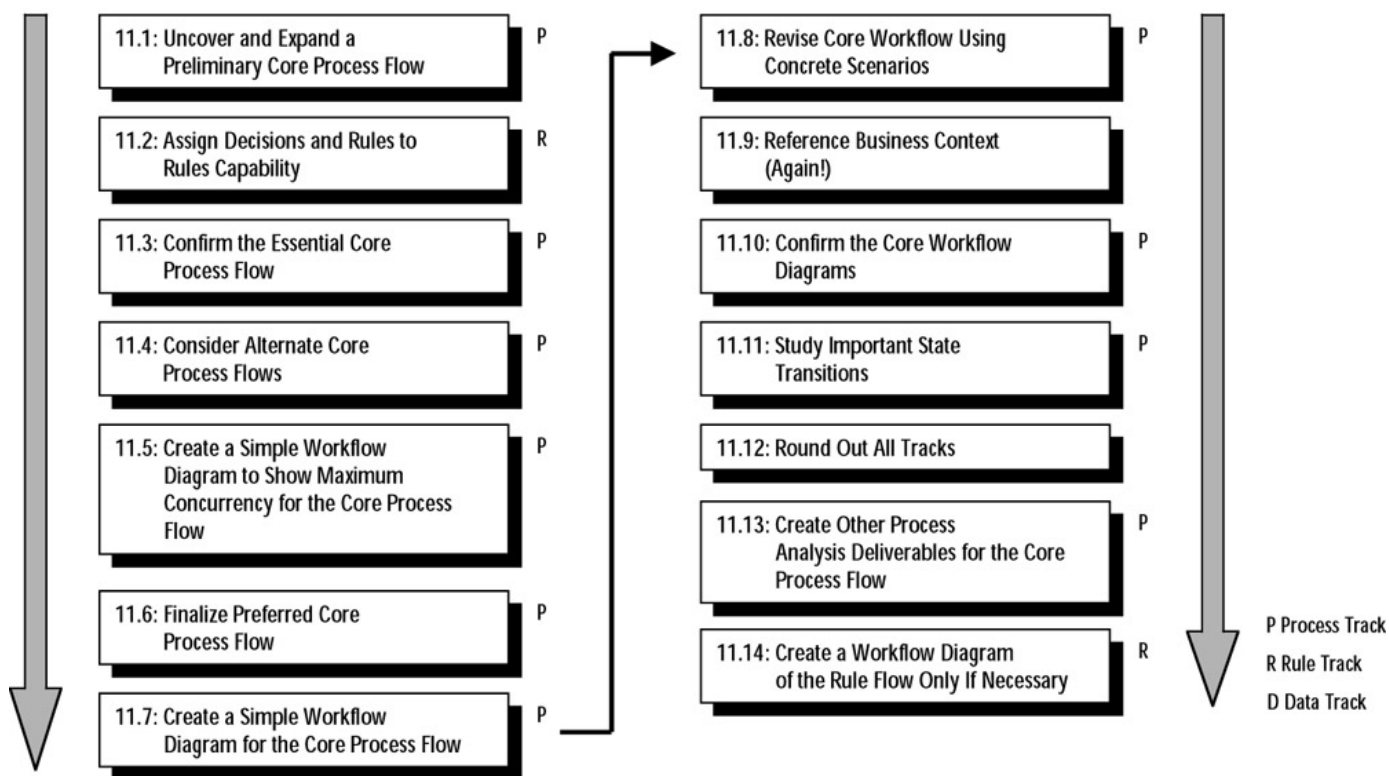 11.1: Uncover and Expand a
Preliminary Core Process Flow
P
11.2: Assign Decisions and Rules to
Rules Capability
R
11.3: Confirm the Essential Core
Process Flow
P
11.4: Consider Alternate Core
Process Flows
P
11.5: Create a Simple Workflow
Diagram to Show Maximum
Concurrency for the Core Process
Flow
P
11.6: Finalize Preferred Core
Process Flow
P
11.7: Create a Simple Workflow
Diagram for the Core Process Flow
P
11.8: Revise Core Workflow Using
Concrete Scenarios
P
11.9: Reference Business Context
(Again!)
11.10: Confirm the Core Workflow
Diagrams
P
11.11: Study Important State
Transitions
P
11.12: Round Out All Tracks
11.13: Create Other Process
Analysis Deliverables for the Core
Process Flow
P
11.14: Create a Workflow Diagram
of the Rule Flow Only If Necessary
R
P Process Track
R Rule Track
D Data Track